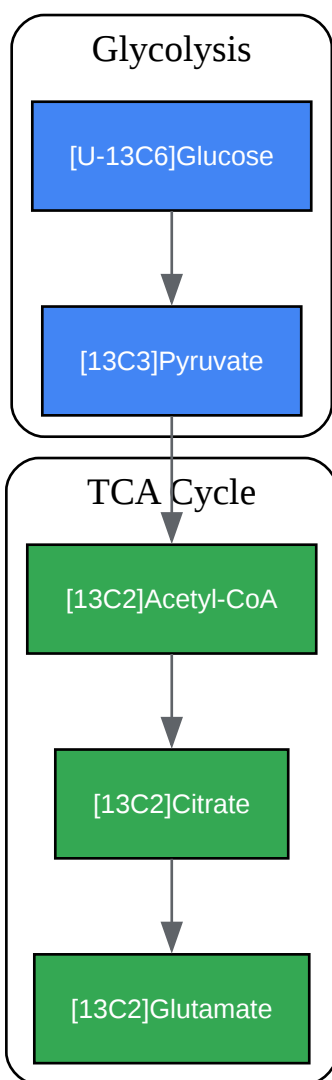 Glycolysis
[U-13C6]Glucose
[13C3]Pyruvate
TCA Cycle
[13C2]Acetyl-CoA
[13C2]Citrate
[13C2]Glutamate